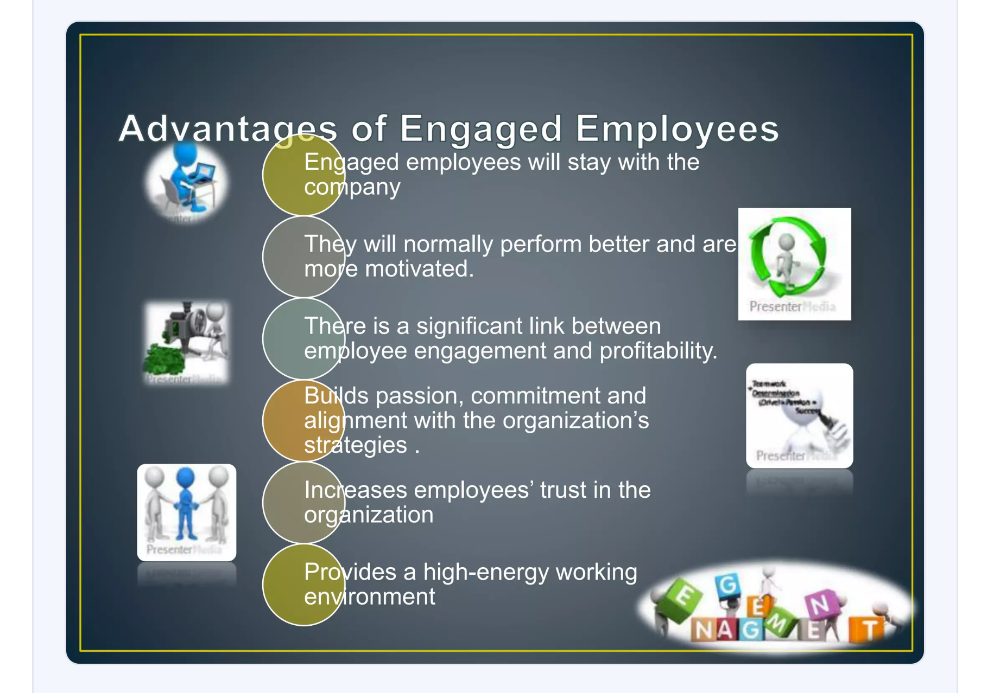 Advantages of Engaged Employees
Engaged employees will stay with the
company
They will normally perform better and are
more motivated.
PresenterMedia
There is a significant link between
employee engagement and profitability.
PresenterMedia
Builds passion, commitment and
alignment with the organization’s
strategies .
Teamwork
+Determination
(Drive)+Passion =
Success
PresenterMedia
Increases employees’ trust in the
organization
PresenterMedia
Provides a high-energy working
environment
E G E M N
NAG E T